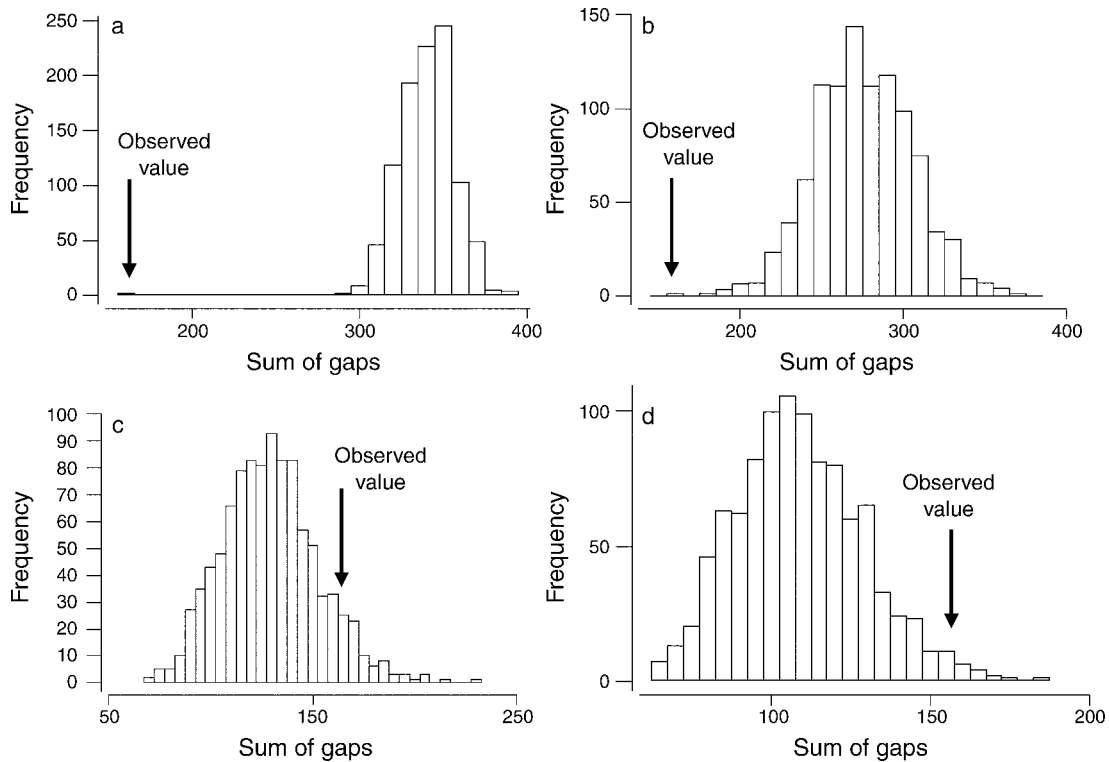 a
250
200
150
100
50
0
Frequency
Observed
value
200
300
400
Sum of gaps
b
150
100
50
0
Frequency
Observed
value
200
300
400
Sum of gaps
c
100
90
80
70
60
50
40
30
20
10
0
Frequency
Observed
value
50
150
250
Sum of gaps
d
100
50
0
Frequency
Observed
value
100
150
200
Sum of gaps